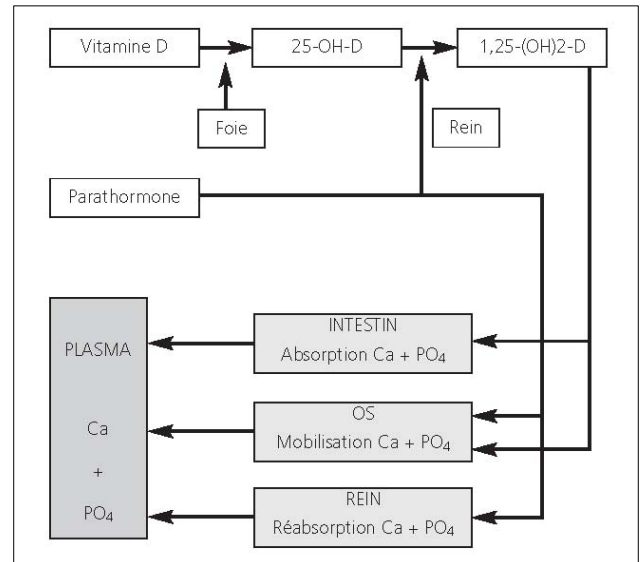 Vitamine D
25-OH-D
1,25-(OH)2-D
Foie
Rein
Parathormone
PLASMA
Ca
+
PO4
INTESTIN
Absorption Ca + PO4
OS
Mobilisation Ca + PO4
REIN
Réabsorption Ca + PO4